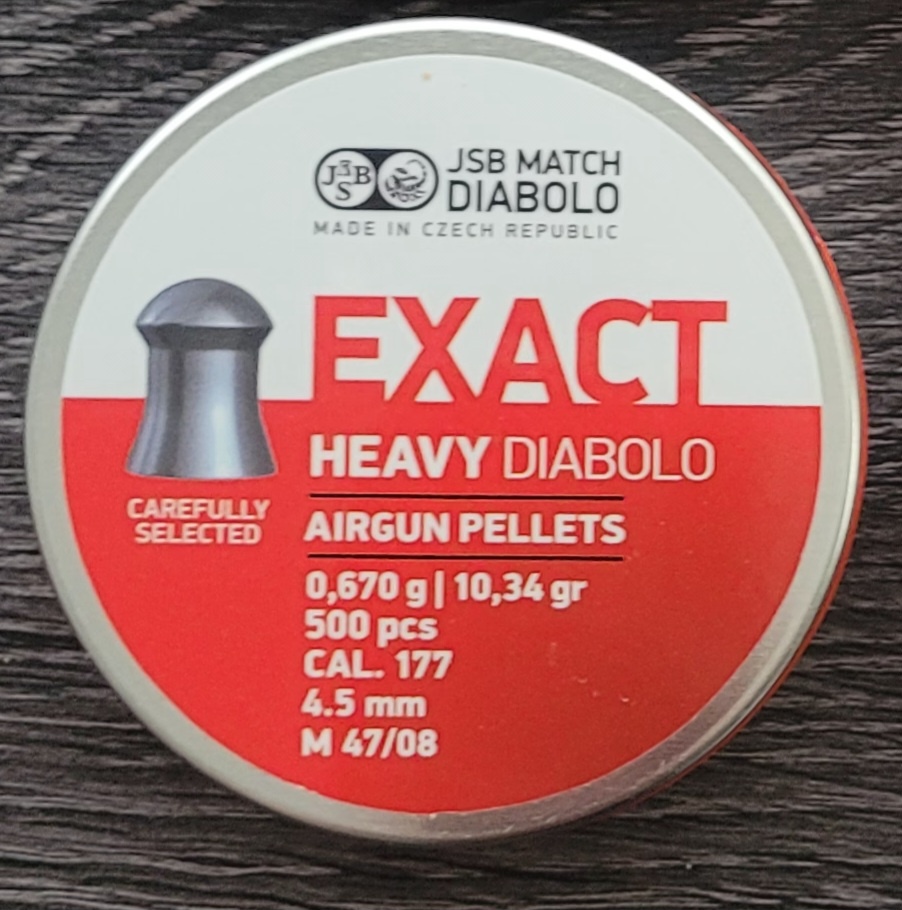 JSB
JSB MATCH
DIABOLO
MADE IN CZECH REPUBLIC
EXACT
HEAVY DIABOLO
CAREFULLY
SELECTED
AIRGUN PELLETS
0,670 g | 10,34 gr
500 pcs
CAL. 177
4.5 mm
M 47/08